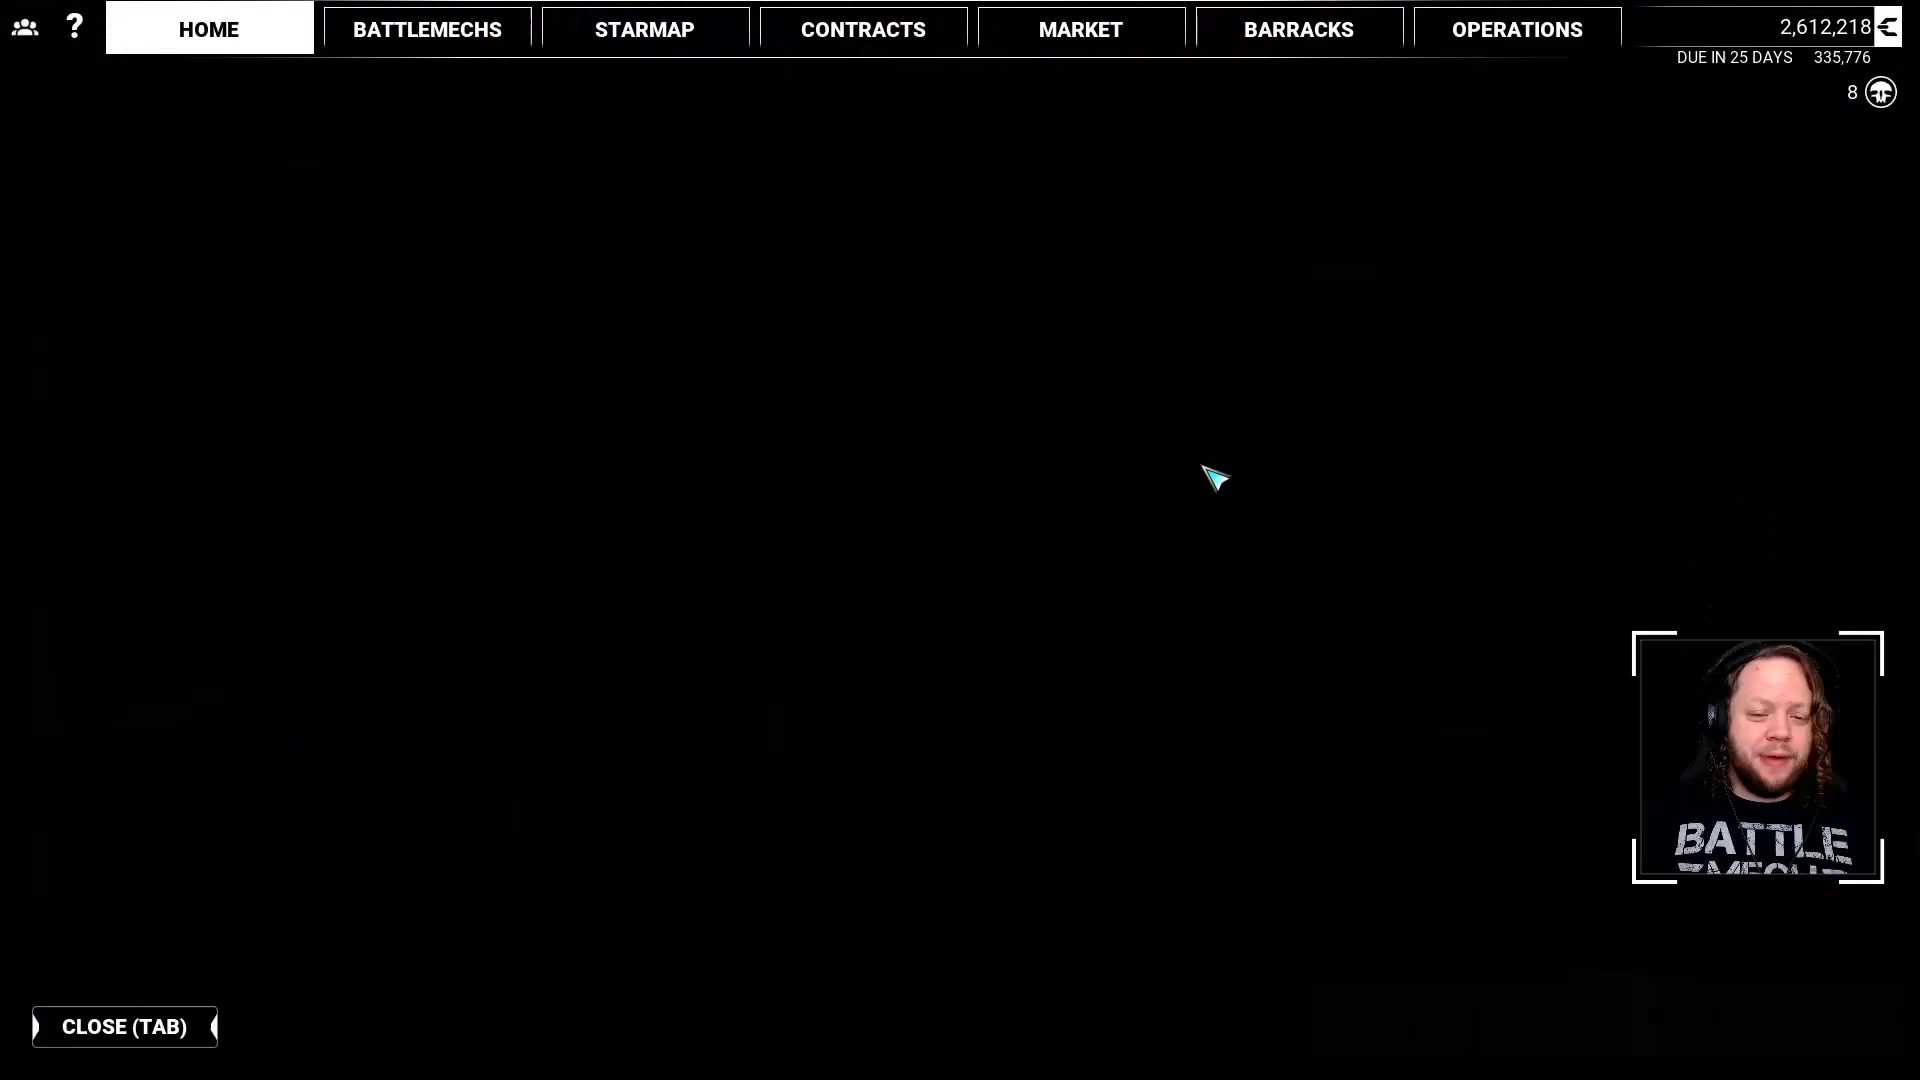 ?
HOME
BATTLEMECHS
STARMAP
CONTRACTS
MARKET
BARRACKS
OPERATIONS
2,612,218
DUE IN 25 DAYS 335,776
8
BATTLE
CLOSE (TAB)